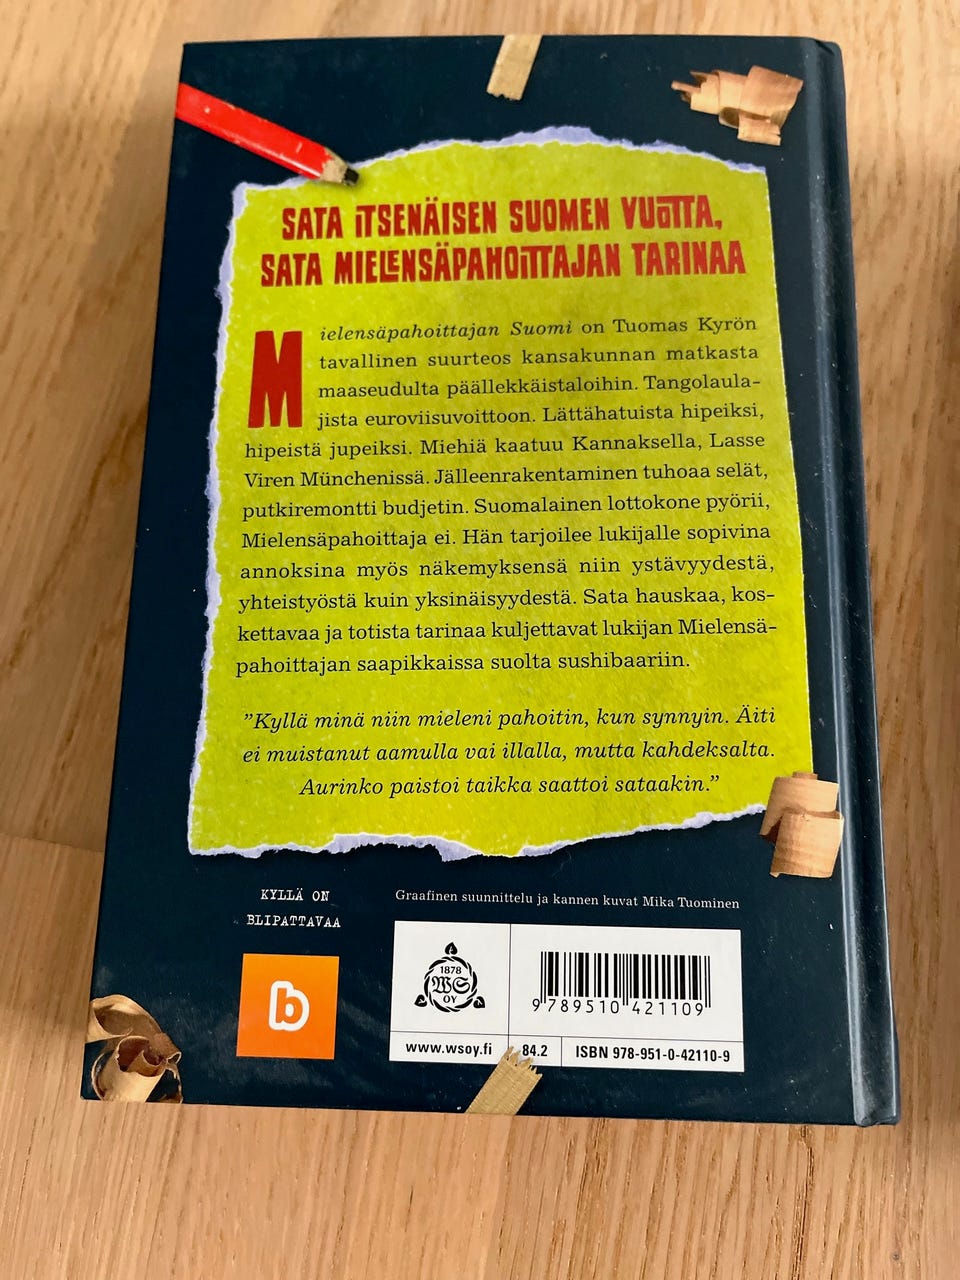 SATA ITSENÄISEN SUOMEN VUOTTA,
SATA MIELENSÄPAHOITTAJAN TARINAA
Mielensäpahoittajan Suomi on Tuomas Kyrön
tavallinen suurteos kansakunnan matkasta
maaseudulta päällekkäistaloihin. Tangolaula-
jista euroviisuvoittoon. Lättähatuista hipeiksi,
hipeistä jupeiksi. Miehiä kaatuu Kannaksella, Lasse
Viren Münchenissä. Jälleenrakentaminen tuhoaa selät,
putkiremontti budjetin. Suomalainen lottokone pyörii,
Mielensäpahoittaja ei. Hän tarjoilee lukijalle sopivina
annoksina myös näkemyksensä niin ystävyydestä,
yhteistyöstä kuin yksinäisyydestä. Sata hauskaa, kos-
kettavaa ja totista tarinaa kuljettavat lukijan Mielensä-
pahoittajan saapikkaissa suolta sushibaariin.
”Kyllä minä niin mieleni pahoitin, kun synnyin. Äiti
ei muistanut aamulla vai illalla, mutta kahdeksalta.
Aurinko paistoi taikka saattoi sataakin.”
KYLLÄ ON
BLIPATTAVAA
b
Graafinen suunnittelu ja kannen kuvat Mika Tuominen
1878
WS
OY
9 789510 421109
www.wsoy.fi
84.2
ISBN 978-951-0-42110-9